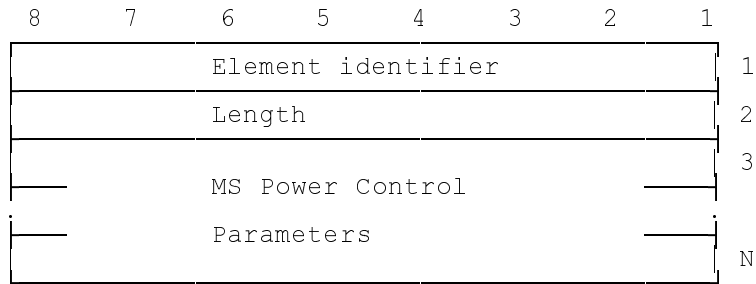 8 7 6 5 4 3 2 1
Element identifier 1
Length 2
3
MS Power Control
Parameters
N